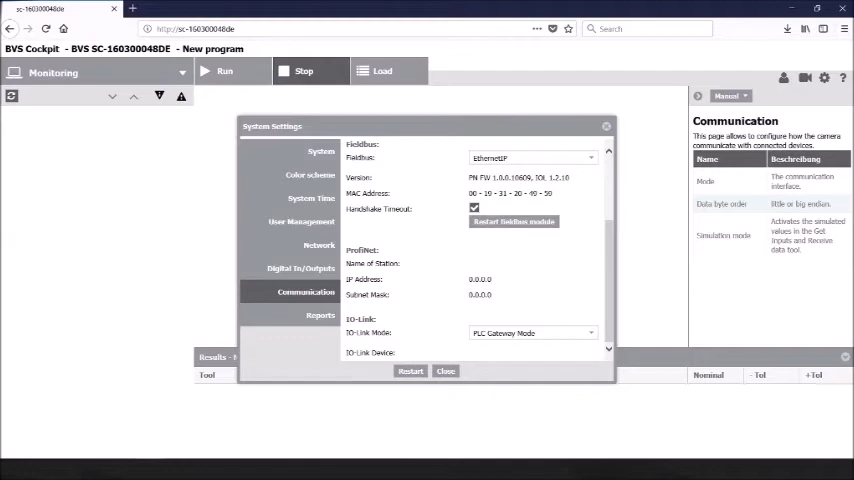 sc-160300048de
http://sc-160300048de
Search
BVS Cockpit - BVS SC-160300048DE - New program
Monitoring
Run
Stop
Load
Manual
System Settings
System
Color scheme
System Time
User Management
Network
Digital In/Outputs
Communication
Reports
Fieldbus:
Fieldbus: EthernetIP
Version: PN FW 1.0.0.10609, IOL 1.2.10
MAC Address: 00 - 19 - 31 - 20 - 49 - 59
Handshake Timeout:
Restart fieldbus module
ProfiNet:
Name of Station:
IP Address: 0.0.0.0
Subnet Mask: 0.0.0.0
IO-Link:
IO-Link Mode: PLC Gateway Mode
IO-Link Device:
Restart Close
Communication
This page allows to configure how the camera
communicate with connected devices.
Name Beschreibung
Mode The communication
interface.
Data byte order little or big endian.
Simulation mode Activates the simulated
values in the Get
Inputs and Receive
data tool.
Results -
Tool Nominal - Tol +Tol